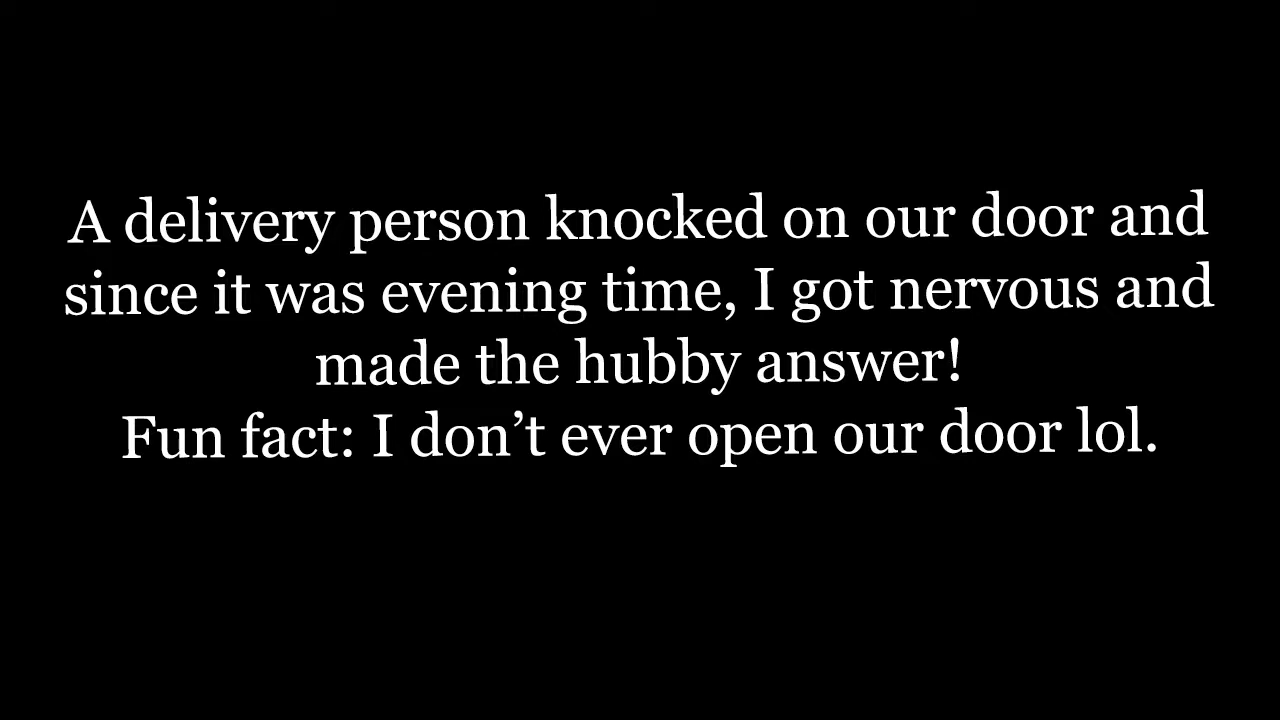 A delivery person knocked on our door and
since it was evening time, I got nervous and
made the hubby answer!
Fun fact: I don’t ever open our door lol.